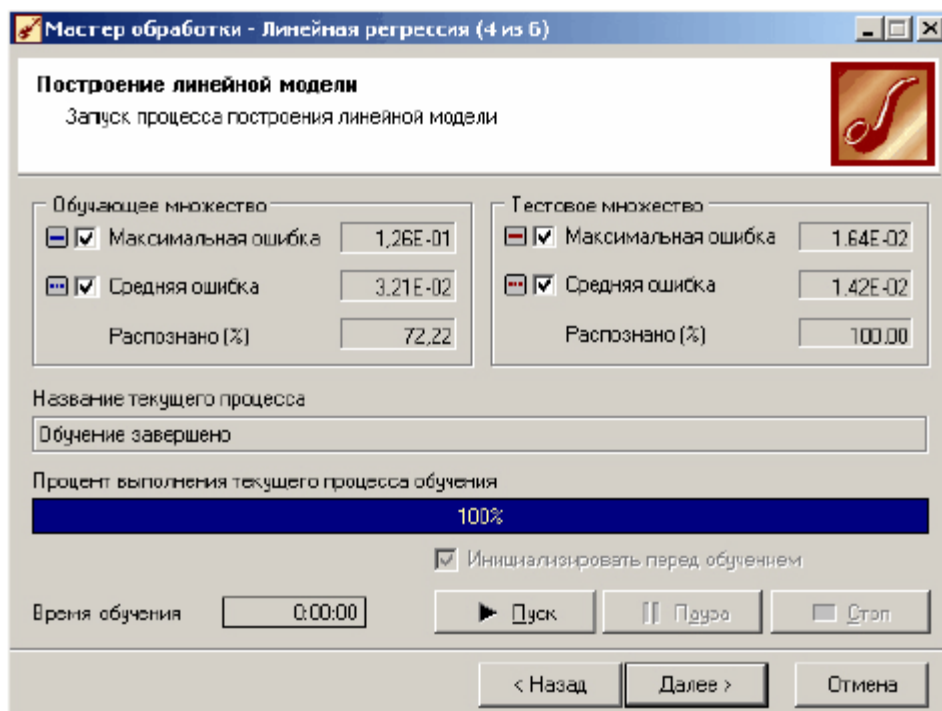 Мастер обработки - Линейная регрессия (4 из 6)
Построение линейной модели
Запуск процесса построения линейной модели
Обучающее множество
Максимальная ошибка 1,26E-01
Средняя ошибка 3,21E-02
Распознано (%) 72,22
Тестовое множество
Максимальная ошибка 1,64E-02
Средняя ошибка 1,42E-02
Распознано (%) 100,00
Название текущего процесса
Обучение завершено
Процент выполнения текущего процесса обучения
100%
Инициализировать перед обучением
Время обучения 0:00:00 Пуск Пауза Стоп
< Назад Далее > Отмена